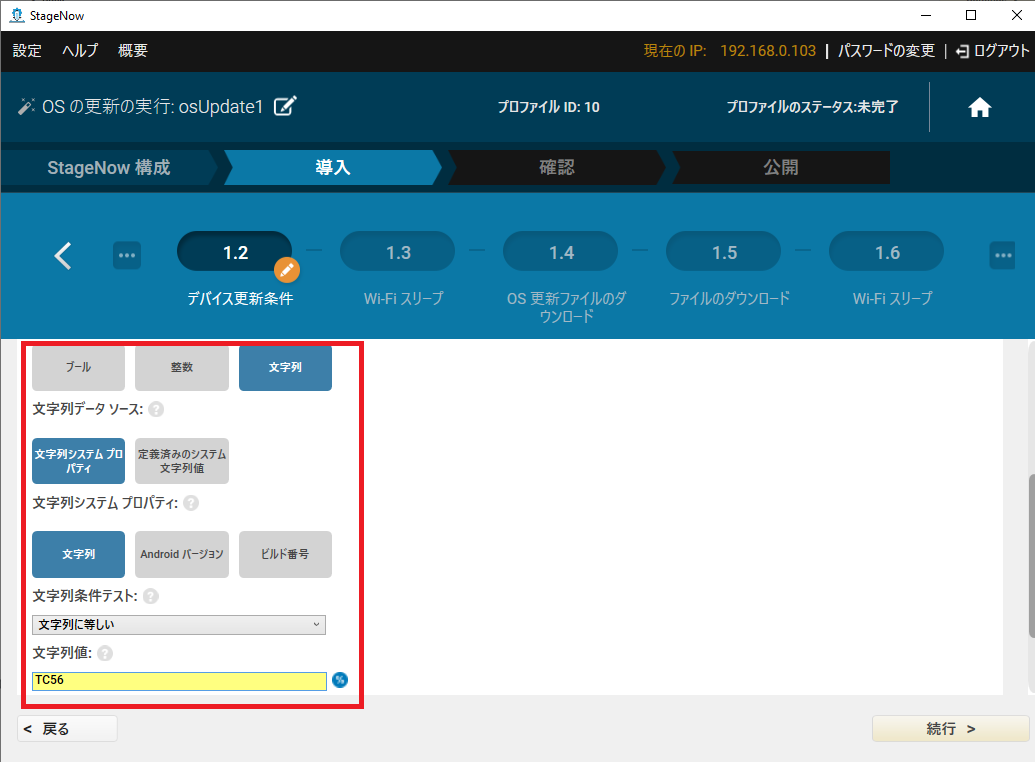 StageNow
設定 ヘルプ 概要 現在の IP: 192.168.0.103 | パスワードの変更 | ログアウト
OS の更新の実行: osUpdate1 プロファイル ID: 10 プロファイルのステータス:未完了
StageNow 構成 導入 確認 公開
1.2 1.3 1.4 1.5 1.6
デバイス更新条件 Wi-Fi スリープ OS 更新ファイルのダ ファイルのダウンロード Wi-Fi スリープ
ウンロード
ブール 整数 文字列
文字列データ ソース: ?
文字列システム プロ 定義済みのシステム
パティ 文字列値
文字列システム プロパティ: ?
文字列 Android バージョン ビルド番号
文字列条件テスト: ?
文字列に等しい
文字列値: ?
TC56 %
< 戻る 続行 >